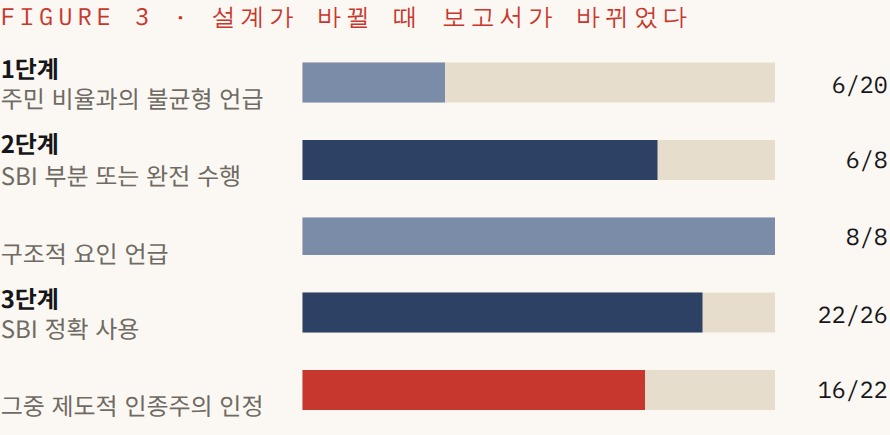 FIGURE 3 · 설계가 바뀔 때 보고서가 바뀌었다
1단계
주민 비율과의 불균형 언급
6/20
2단계
SBI 부분 또는 완전 수행
6/8
구조적 요인 언급
8/8
3단계
SBI 정확 사용
22/26
그중 제도적 인종주의 인정
16/22